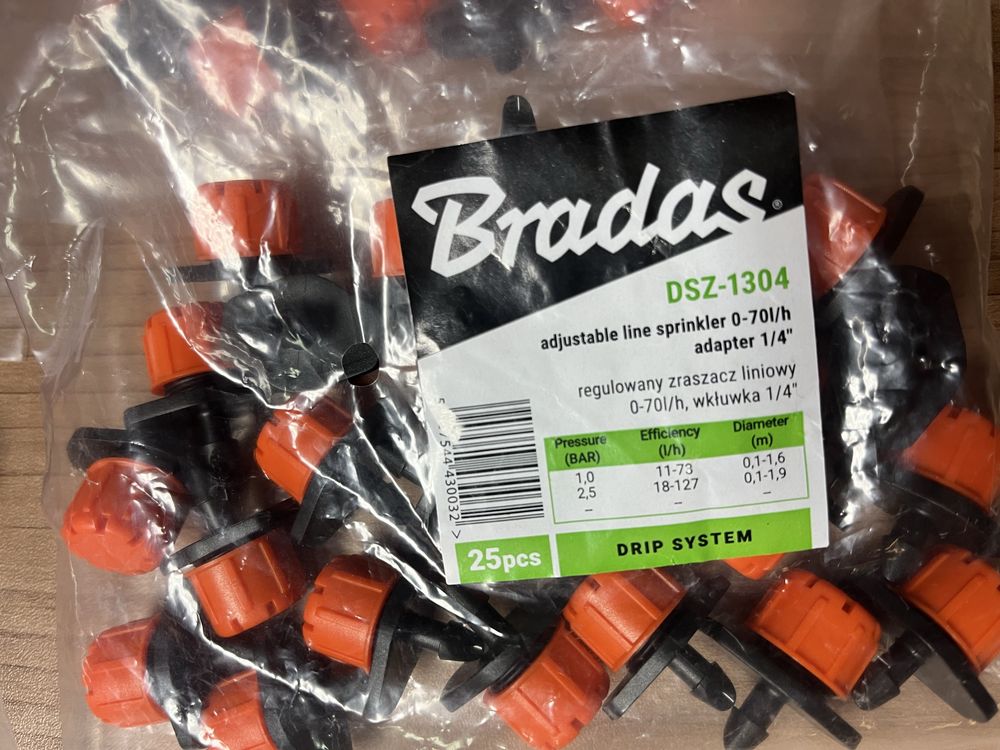 Bradas®
DSZ-1304
adjustable line sprinkler 0-70l/h
adapter 1/4"
regulowany zraszacz liniowy
0-70l/h, wkłuwka 1/4"
Pressure (BAR) Efficiency (l/h) Diameter (m)
1,0 11-73 0,1-1,6
2,5 18-127 0,1-1,9
– – –
25pcs
DRIP SYSTEM